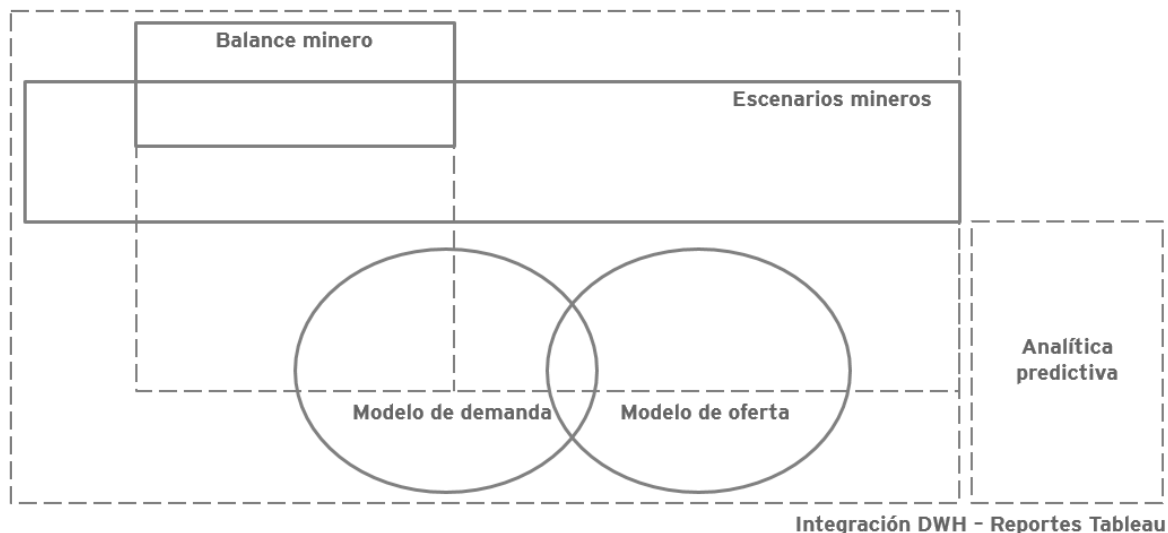 Balance minero
Escenarios mineros
Analítica
predictiva
Modelo de demanda
Modelo de oferta
Integración DWH - Reportes Tableau